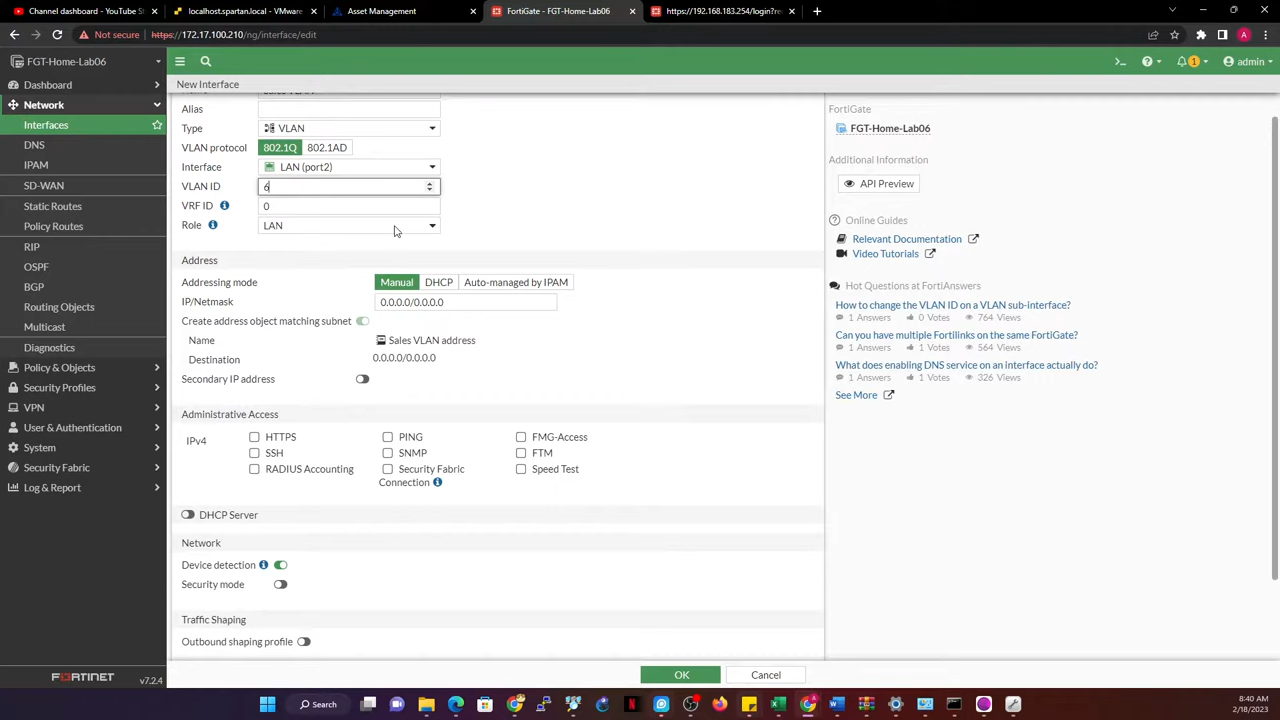 Channel dashboard - YouTube St
localhost.spartan.local - VMware
Asset Management
FortiGate - FGT-Home-Lab06
https://192.168.183.254/login?re
Not secure
https://172.17.100.210/ng/interface/edit
FGT-Home-Lab06
1
admin
New Interface
Dashboard
Network
Interfaces
DNS
IPAM
SD-WAN
Static Routes
Policy Routes
RIP
OSPF
BGP
Routing Objects
Multicast
Diagnostics
Policy & Objects
Security Profiles
VPN
User & Authentication
System
Security Fabric
Log & Report
FORTINET
v7.2.4
Alias
Type VLAN
VLAN protocol 802.1Q 802.1AD
Interface LAN (port2)
VLAN ID 6
VRF ID 0
Role LAN
Address
Addressing mode Manual DHCP Auto-managed by IPAM
IP/Netmask 0.0.0.0/0.0.0.0
Create address object matching subnet
Name Sales VLAN address
Destination 0.0.0.0/0.0.0.0
Secondary IP address
Administrative Access
IPv4
HTTPS PING FMG-Access
SSH SNMP FTM
RADIUS Accounting Security Fabric Speed Test
Connection
DHCP Server
Network
Device detection
Security mode
Traffic Shaping
Outbound shaping profile
OK Cancel
FortiGate
FGT-Home-Lab06
Additional Information
API Preview
Online Guides
Relevant Documentation
Video Tutorials
Hot Questions at FortiAnswers
How to change the VLAN ID on a VLAN sub-interface?
1 Answers 0 Votes 764 Views
Can you have multiple Fortilinks on the same FortiGate?
1 Answers 1 Votes 564 Views
What does enabling DNS service on an interface actually do?
1 Answers 1 Votes 326 Views
See More
Search
8:40 AM
2/18/2023